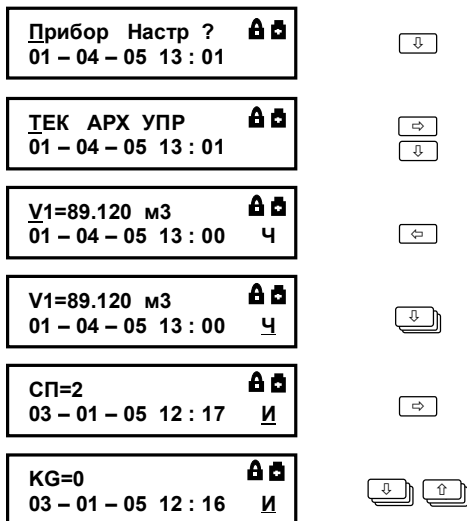 Прибор Настр ?
01 – 04 – 05 13 : 01
ТЕК АРХ УПР
01 – 04 – 05 13 : 01
V1=89.120 м3
01 – 04 – 05 13 : 00 Ч
V1=89.120 м3
01 – 04 – 05 13 : 00 Ч
СП=2
03 – 01 – 05 12 : 17 И
KG=0
03 – 01 – 05 12 : 16 И